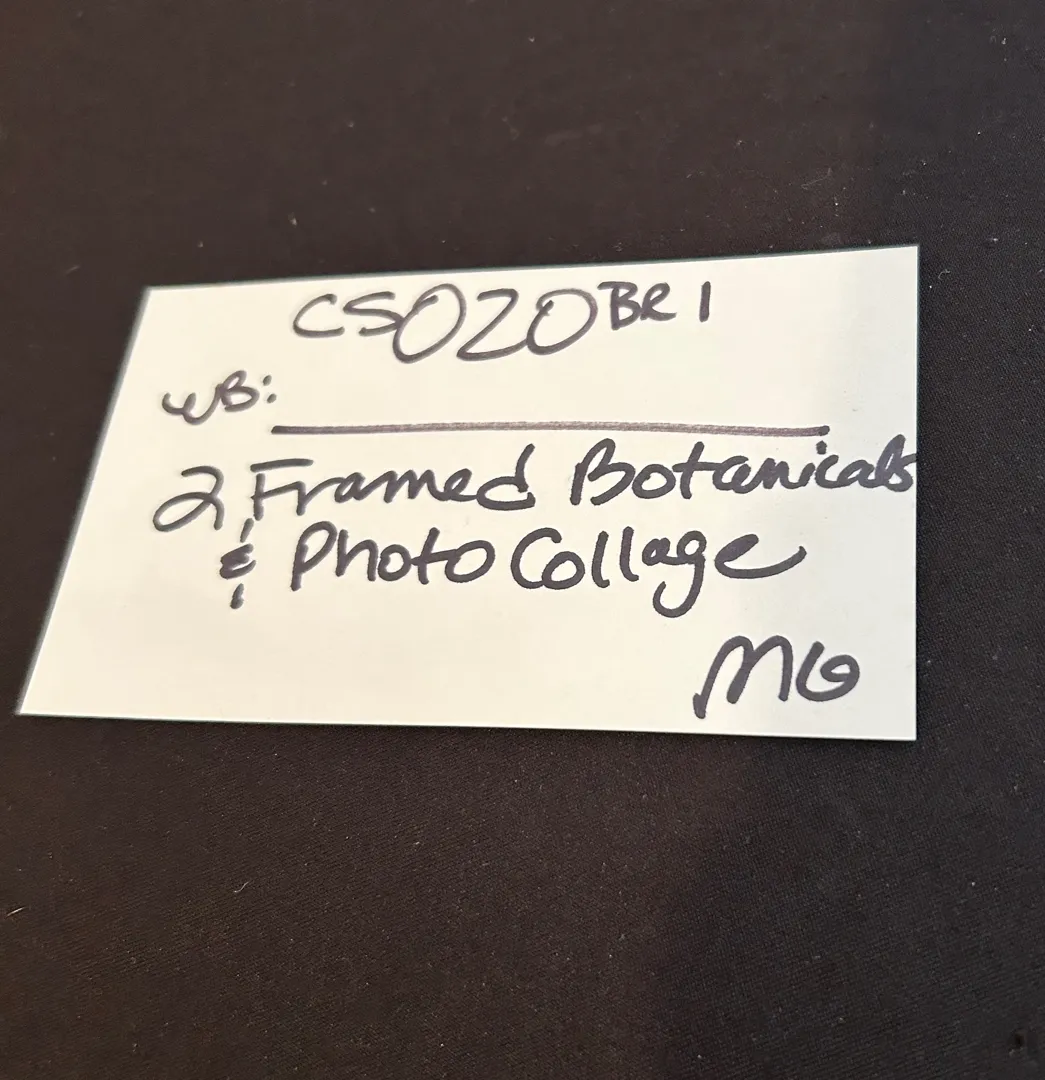 CS020BR1
WB:
2 Framed Botanicals
& Photo Collage
MG